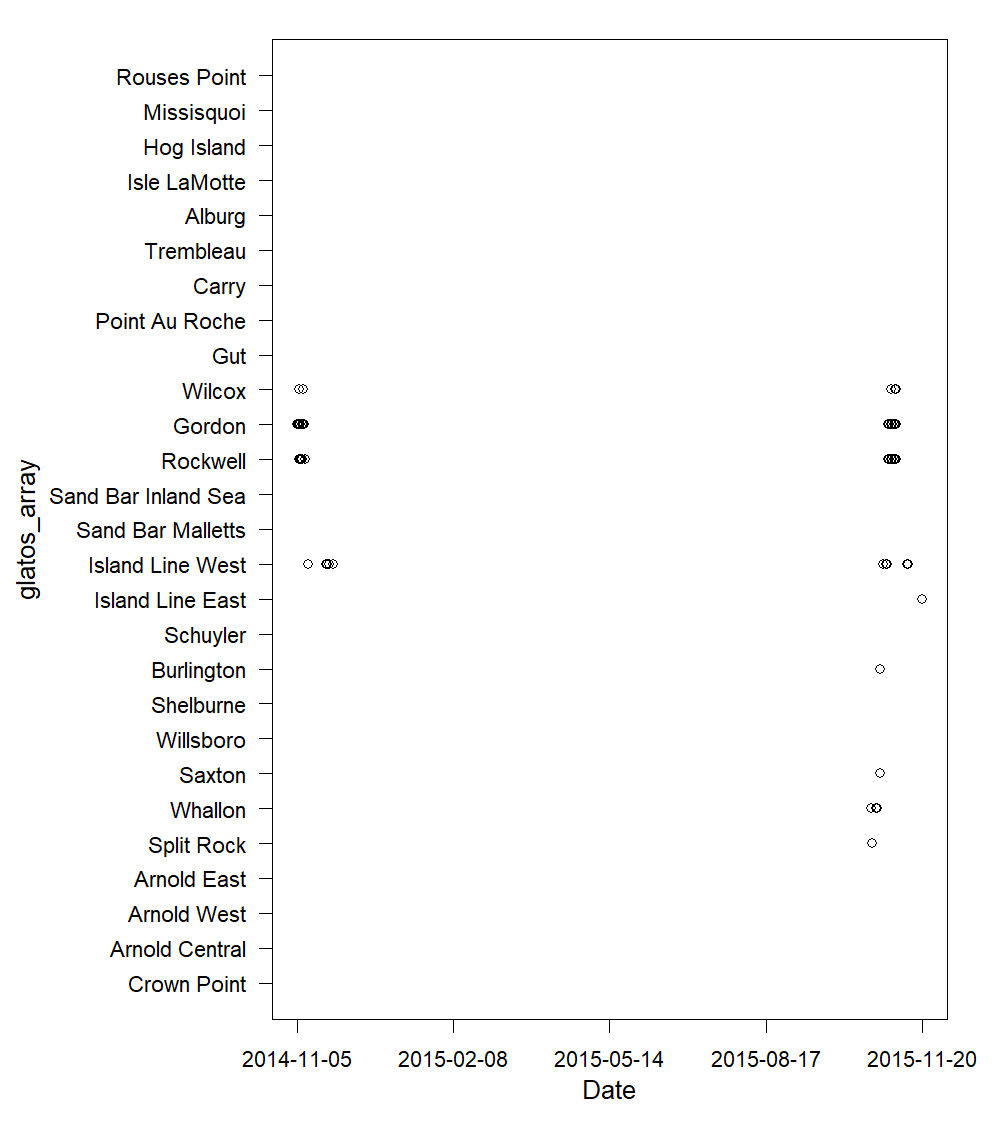 Rouses Point
Missisquoi
Hog Island
Isle LaMotte
Alburg
Trembleau
Carry
Point Au Roche
Gut
Wilcox
Gordon
Rockwell
Sand Bar Inland Sea
Sand Bar Malletts
Island Line West
Island Line East
Schuyler
Burlington
Shelburne
Willsboro
Saxton
Whallon
Split Rock
Arnold East
Arnold West
Arnold Central
Crown Point
glatos_array
2014-11-05 2015-02-08 2015-05-14 2015-08-17 2015-11-20
Date